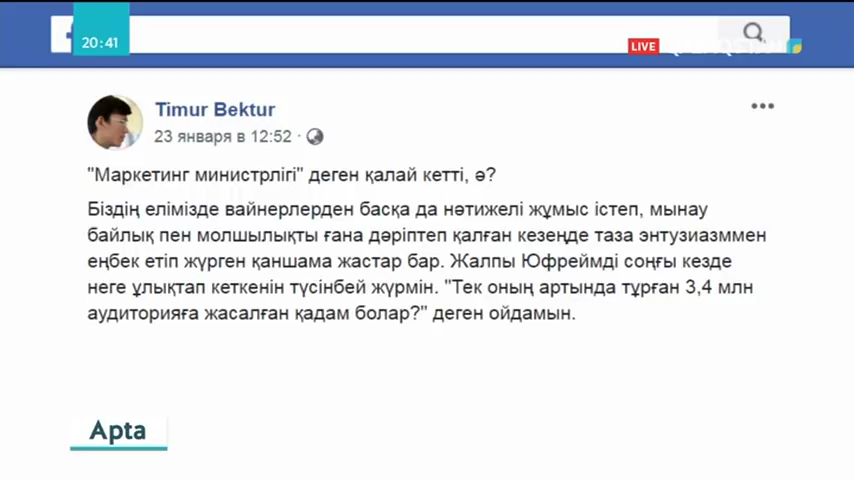 20:41
LIVE
Timur Bektur
23 января в 12:52
"Маркетинг министрлігі" деген қалай кетті, ә?
Біздің елімізде вайнерлерден басқа да нәтижелі жұмыс істеп, мынау
байлық пен молшылықты ғана дәріптеп қалған кезеңде таза энтузиазммен
еңбек етіп жүрген қаншама жастар бар. Жалпы Юфреймді соңғы кезде
неге ұлықтап кеткенін түсінбей жүрмін. "Тек оның артында тұрған 3,4 млн
аудиторияға жасалған қадам болар?" деген ойдамын.
Apta